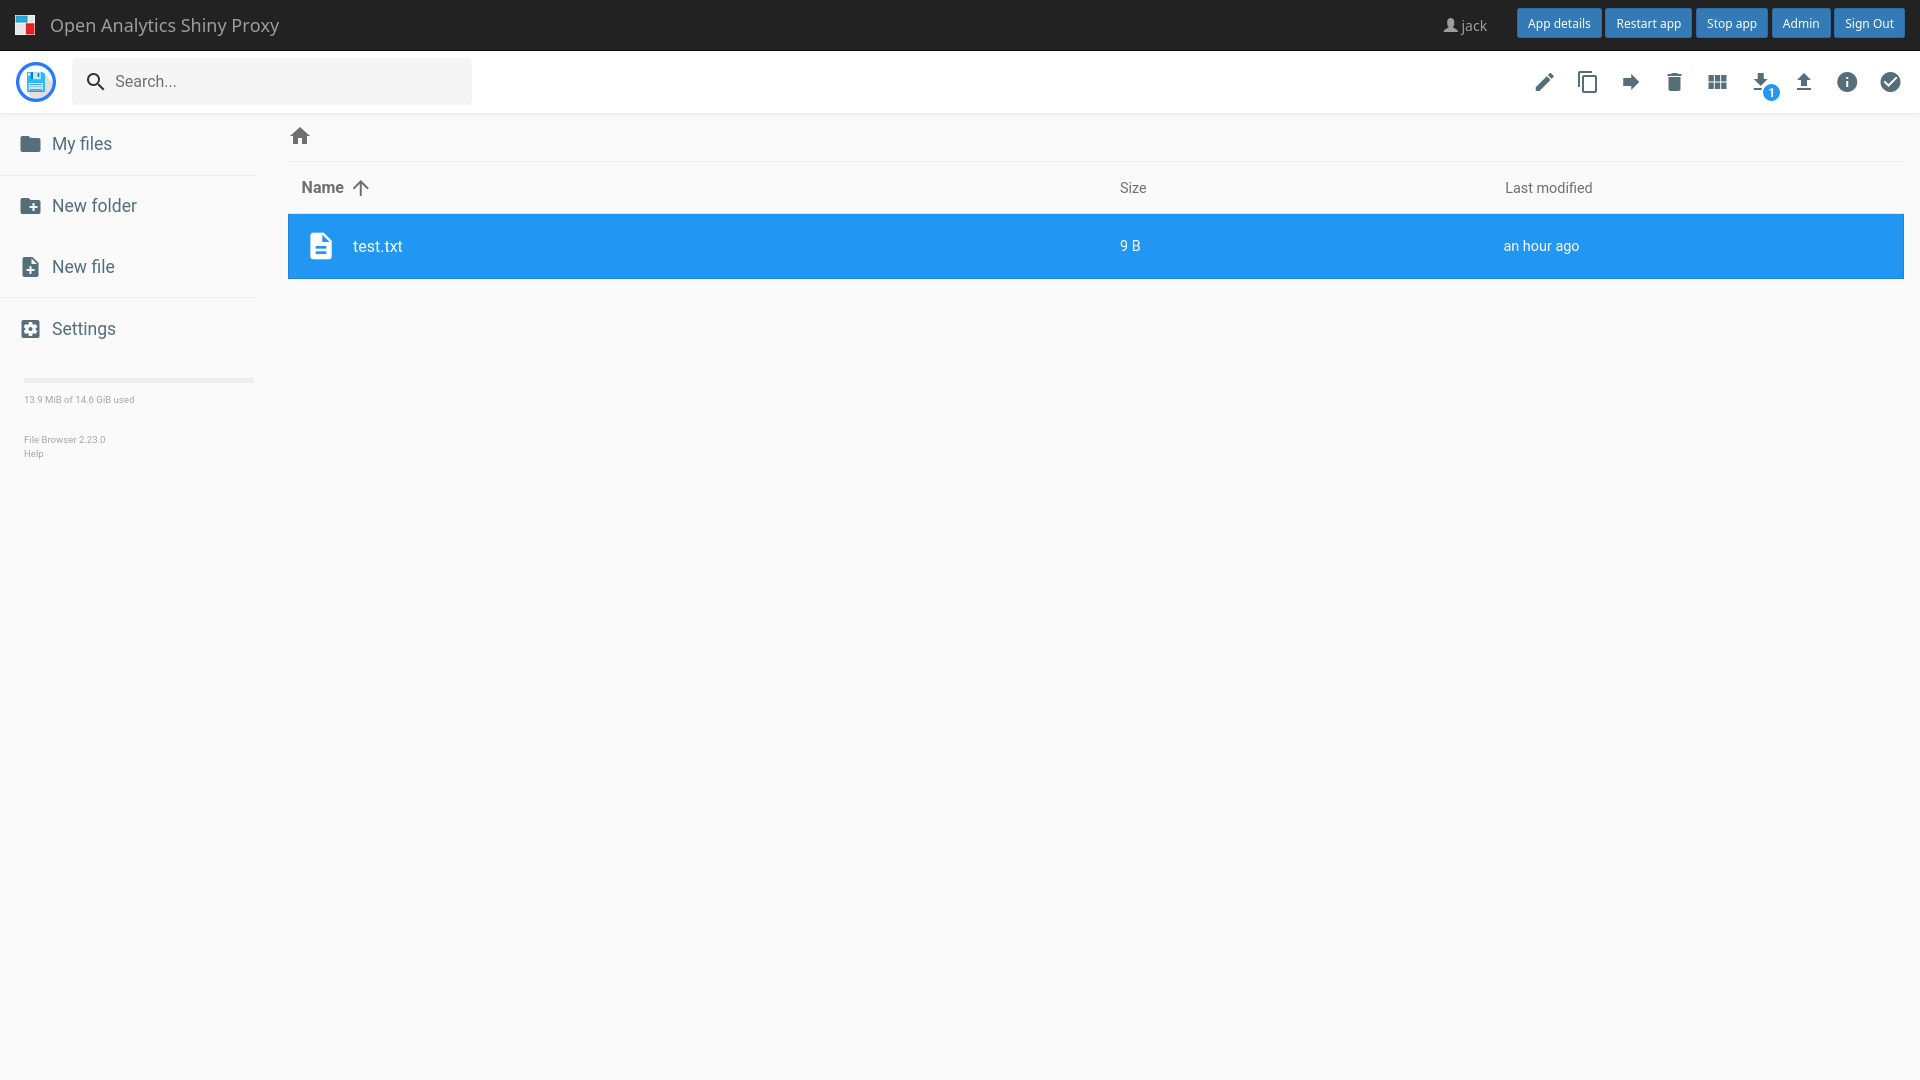 Open Analytics Shiny Proxy
jack
App details
Restart app
Stop app
Admin
Sign Out
Search...
1
My files
New folder
New file
Settings
13.9 MiB of 14.6 GiB used
File Browser 2.23.0
Help
Name
Size
Last modified
test.txt
9 B
an hour ago